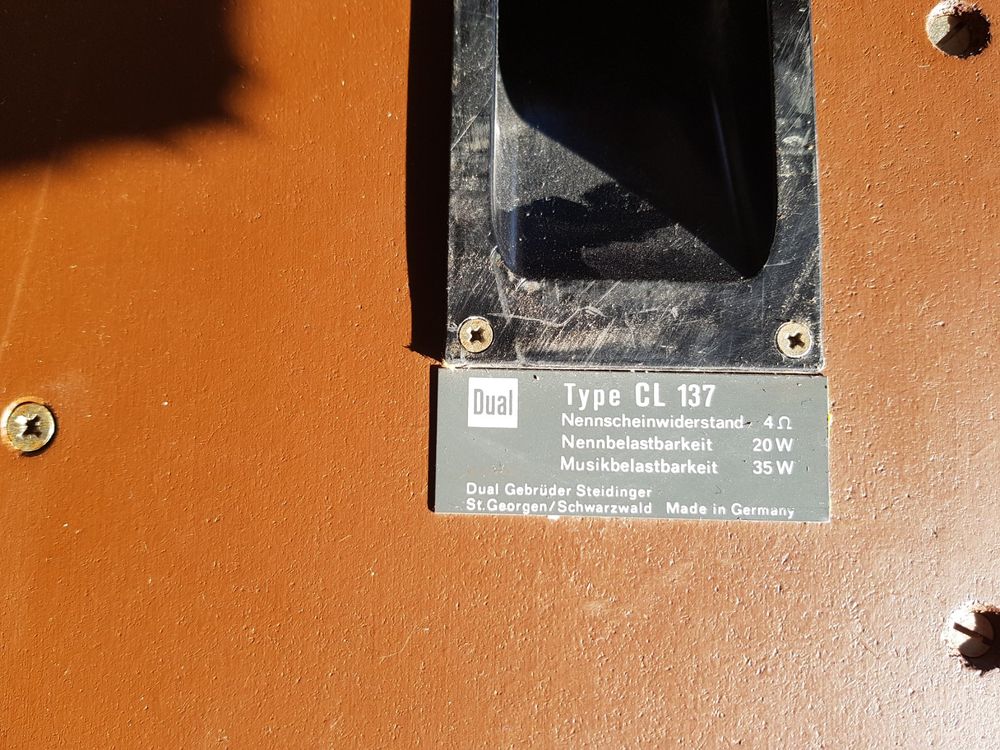 Dual
Type CL 137
Nennscheinwiderstand 4 Ω
Nennbelastbarkeit 20 W
Musikbelastbarkeit 35 W
Dual Gebrüder Steidinger
St.Georgen/Schwarzwald Made in Germany